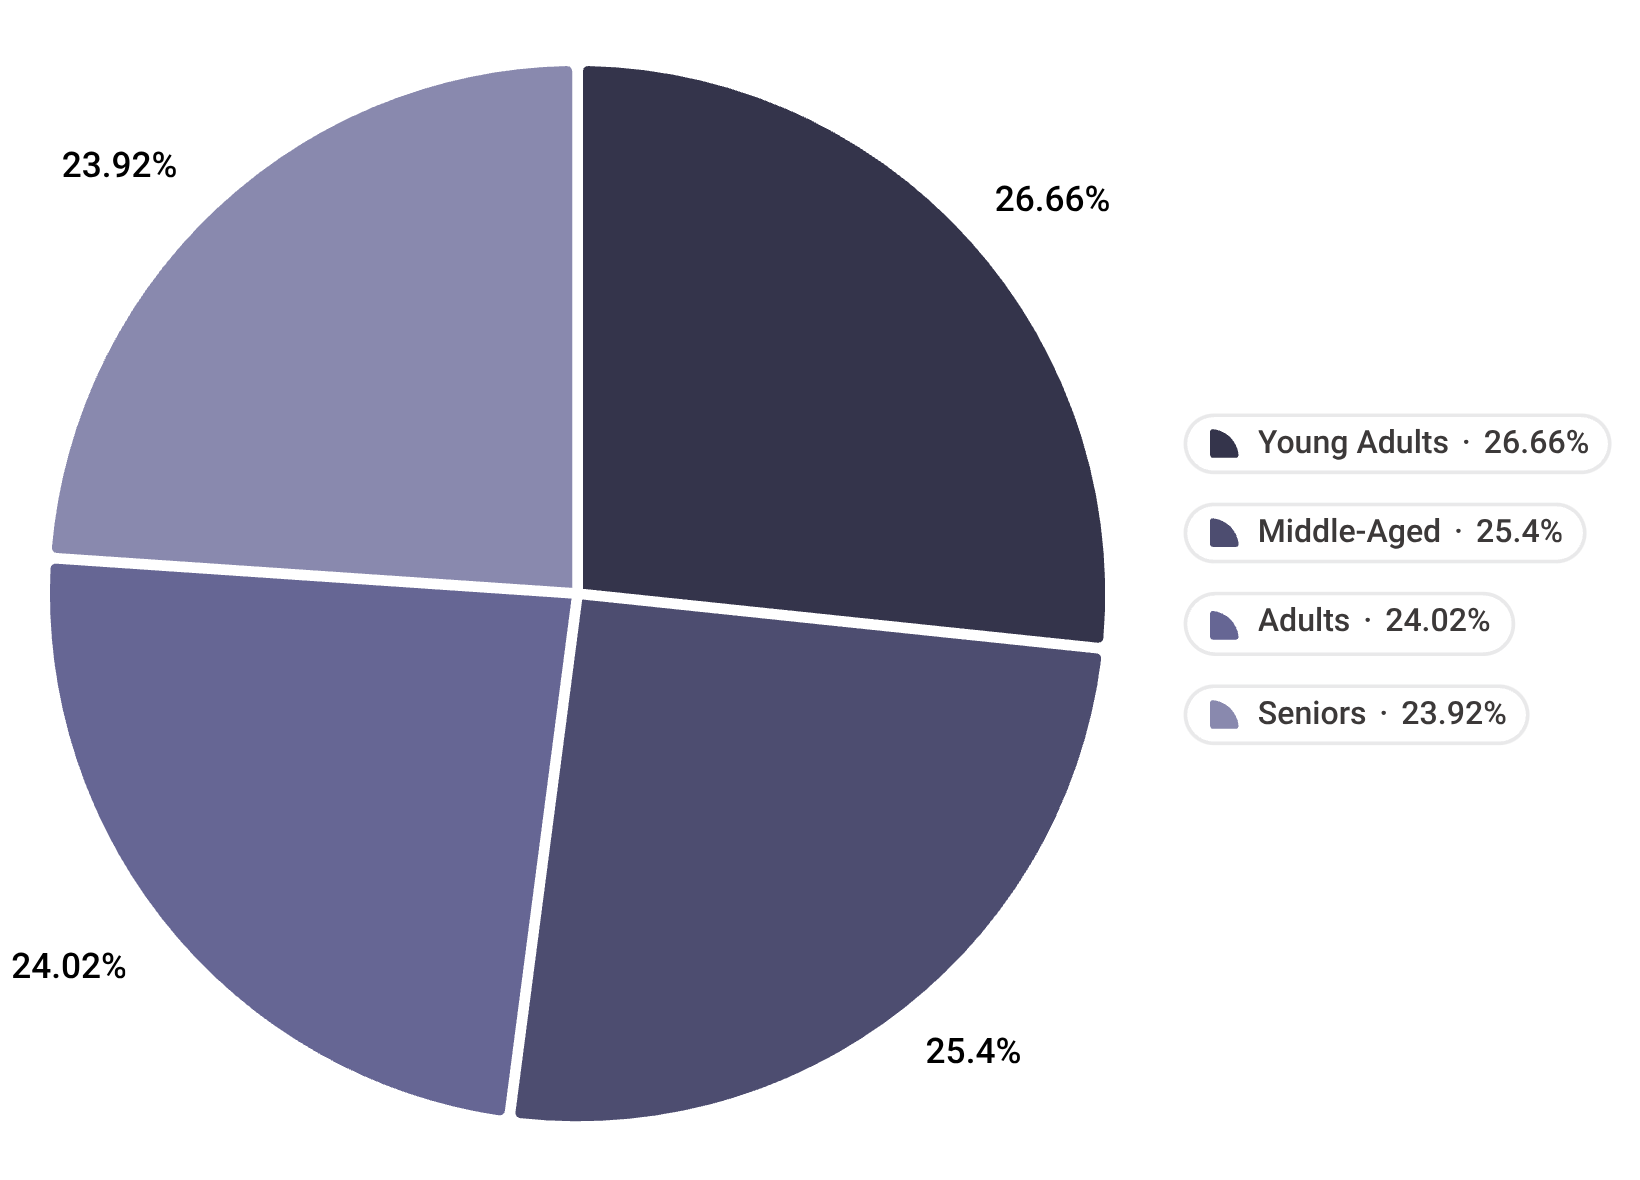 23.92%
26.66%
Young Adults · 26.66%
Middle-Aged · 25.4%
Adults · 24.02%
Seniors · 23.92%
24.02%
25.4%